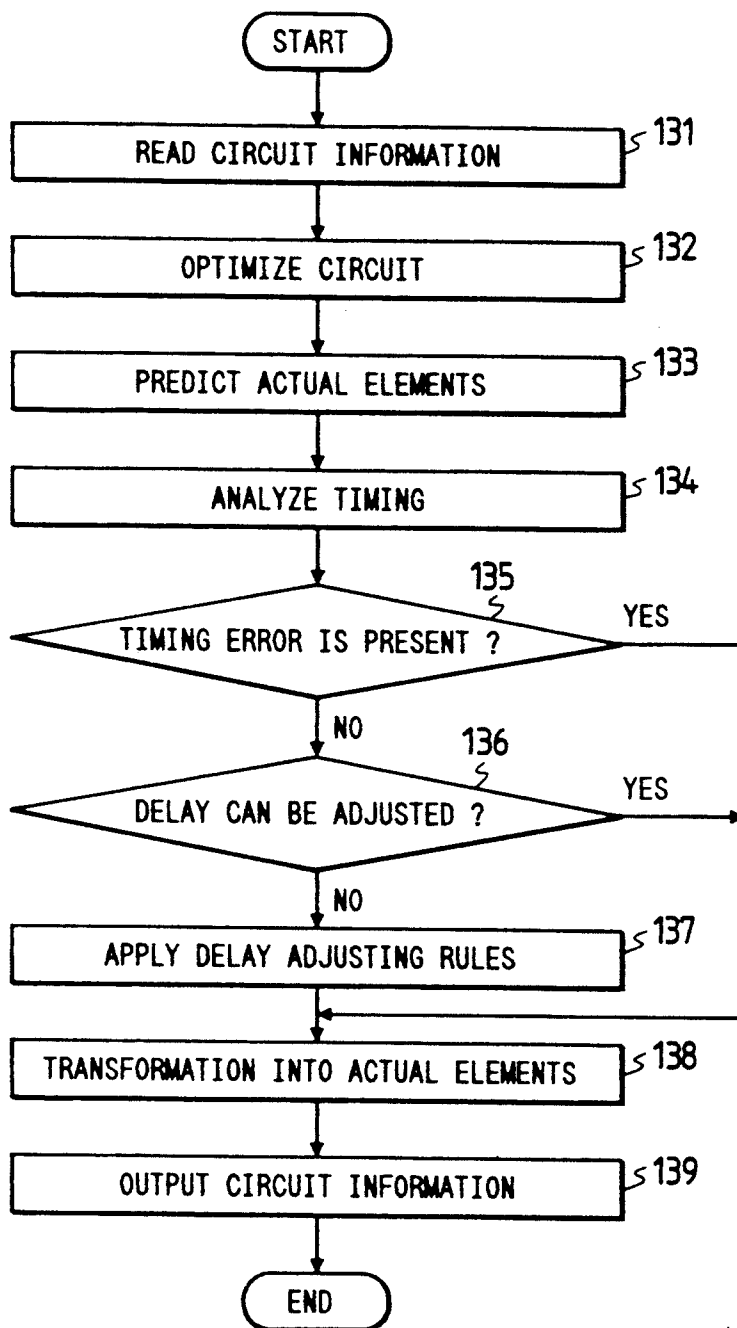 START
READ CIRCUIT INFORMATION
131
OPTIMIZE CIRCUIT
132
PREDICT ACTUAL ELEMENTS
133
ANALYZE TIMING
134
135
TIMING ERROR IS PRESENT ?
YES
NO
136
DELAY CAN BE ADJUSTED ?
YES
NO
APPLY DELAY ADJUSTING RULES
137
TRANSFORMATION INTO ACTUAL ELEMENTS
138
OUTPUT CIRCUIT INFORMATION
139
END